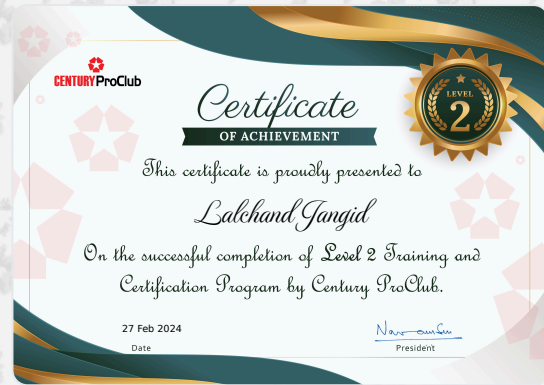 CENTURY ProClub
Certificate
OF ACHIEVEMENT
LEVEL
2
This certificate is proudly presented to
Lalchand Jangid
On the successful completion of Level 2 Training and
Certification Program by Century ProClub.
27 Feb 2024
Date
President